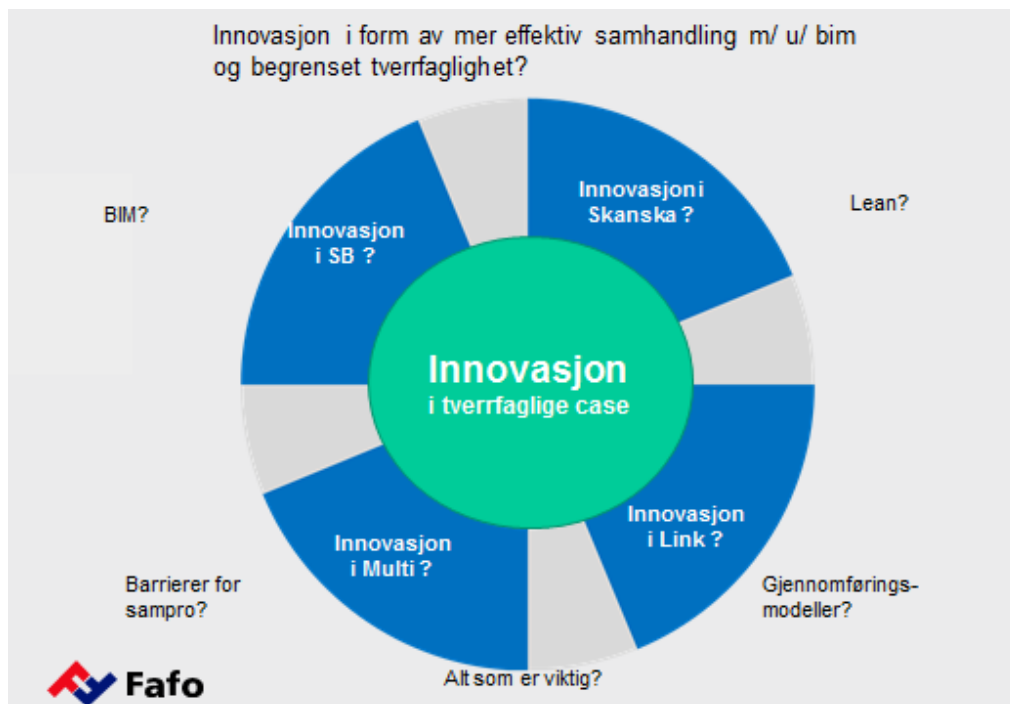 Innovasjon i form av mer effektiv samhandling m/ u/ bim
og begrenset tverrfaglighet?
BIM?
Innovasjon
i SB ?
Innovasjon i
Skanska ?
Lean?
Innovasjon
i tverrfaglige case
Innovasjon
i Multi ?
Innovasjon
i Link ?
Barrierer for
sampro?
Gjennomførings-
modeller?
Alt som er viktig?
Fafo